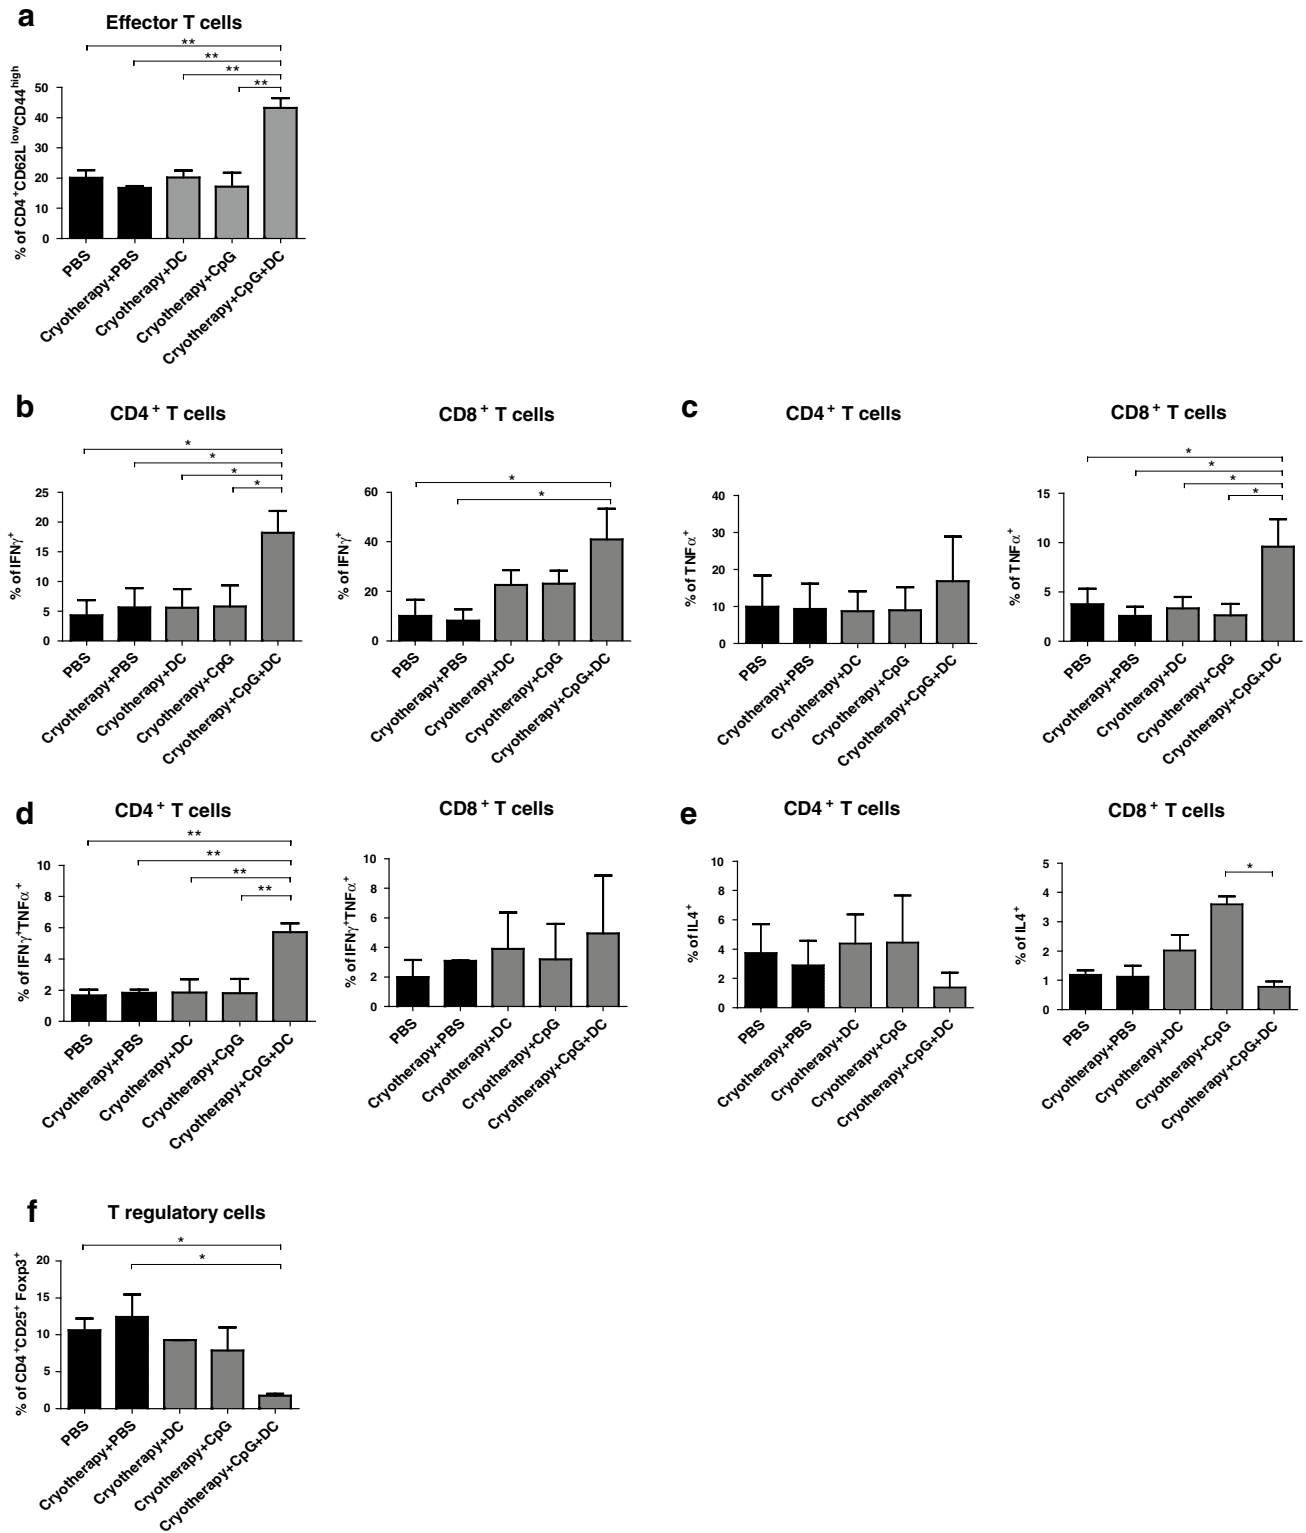 a
Effector T cells
**
**
**
**
% of CD4⁺CD62LˡᵒʷCD44ʰⁱᵍʰ
50
40
30
20
10
0
PBS
Cryotherapy+PBS
Cryotherapy+DC
Cryotherapy+CpG
Cryotherapy+CpG+DC
b
CD4⁺ T cells
*
*
*
*
% of IFNγ⁺
25
20
15
10
5
0
PBS
Cryotherapy+PBS
Cryotherapy+DC
Cryotherapy+CpG
Cryotherapy+CpG+DC
CD8⁺ T cells
*
*
% of IFNγ⁺
60
40
20
0
PBS
Cryotherapy+PBS
Cryotherapy+DC
Cryotherapy+CpG
Cryotherapy+CpG+DC
c
CD4⁺ T cells
% of TNFα⁺
40
30
20
10
0
PBS
Cryotherapy+PBS
Cryotherapy+DC
Cryotherapy+CpG
Cryotherapy+CpG+DC
CD8⁺ T cells
*
*
*
*
% of TNFα⁺
15
10
5
0
PBS
Cryotherapy+PBS
Cryotherapy+DC
Cryotherapy+CpG
Cryotherapy+CpG+DC
d
CD4⁺ T cells
**
**
**
**
% of IFNγ⁺TNFα⁺
10
8
6
4
2
0
PBS
Cryotherapy+PBS
Cryotherapy+DC
Cryotherapy+CpG
Cryotherapy+CpG+DC
CD8⁺ T cells
% of IFNγ⁺TNFα⁺
10
8
6
4
2
0
PBS
Cryotherapy+PBS
Cryotherapy+DC
Cryotherapy+CpG
Cryotherapy+CpG+DC
e
CD4⁺ T cells
% of IL4⁺
10
8
6
4
2
0
PBS
Cryotherapy+PBS
Cryotherapy+DC
Cryotherapy+CpG
Cryotherapy+CpG+DC
CD8⁺ T cells
*
% of IL4⁺
5
4
3
2
1
0
PBS
Cryotherapy+PBS
Cryotherapy+DC
Cryotherapy+CpG
Cryotherapy+CpG+DC
f
T regulatory cells
*
*
% of CD4⁺CD25⁺ Foxp3⁺
20
15
10
5
0
PBS
Cryotherapy+PBS
Cryotherapy+DC
Cryotherapy+CpG
Cryotherapy+CpG+DC